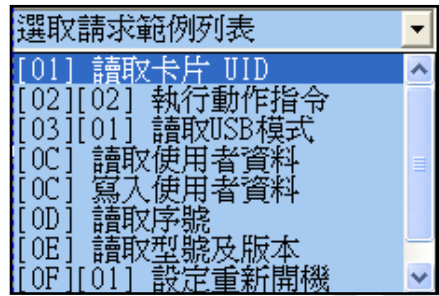 選取請求範例列表
[01] 讀取卡片 UID
[02][02] 執行動作指令
[03][01] 讀取USB模式
[0C] 讀取使用者資料
[0C] 寫入使用者資料
[0D] 讀取序號
[0E] 讀取型號及版本
[0F][01] 設定重新開機